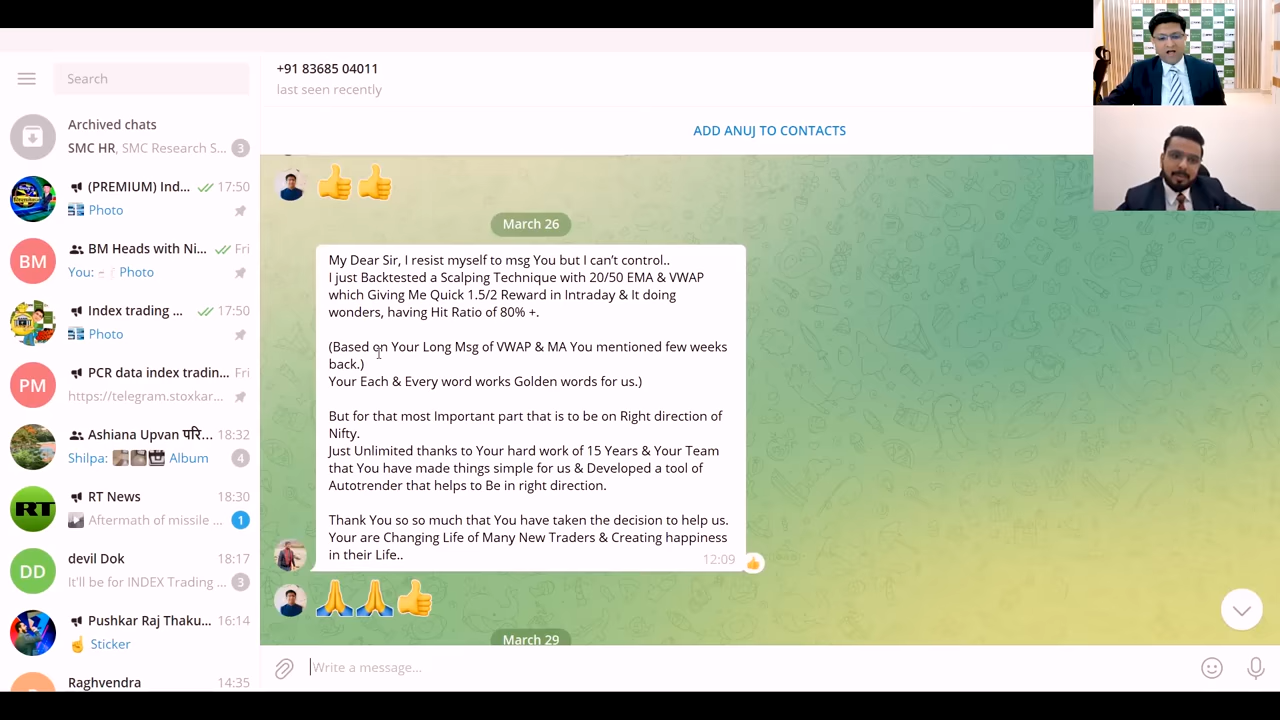 Search
Archived chats
SMC HR, SMC Research S... 3
(PREMIUM) Ind... 17:50
Photo
BM Heads with Ni... Fri
You: Photo
Index trading ... 17:50
Photo
PCR data index tradin... Fri
https://telegram.stoxkar...
Ashiana Upvan परि... 18:32
Shilpa: Album 4
RT News 18:30
Aftermath of missile ... 1
devil Dok 18:17
It'll be for INDEX Trading ... 3
Pushkar Raj Thaku... 16:14
Sticker
Raghvendra 14:35
BM
PM
RT
DD
+91 83685 04011
last seen recently
ADD ANUJ TO CONTACTS
March 26
My Dear Sir, I resist myself to msg You but I can't control..
I just Backtested a Scalping Technique with 20/50 EMA & VWAP
which Giving Me Quick 1.5/2 Reward in Intraday & It doing
wonders, having Hit Ratio of 80% +.
(Based on Your Long Msg of VWAP & MA You mentioned few weeks
back.)
Your Each & Every word works Golden words for us.)
But for that most Important part that is to be on Right direction of
Nifty.
Just Unlimited thanks to Your hard work of 15 Years & Your Team
that You have made things simple for us & Developed a tool of
Autotrender that helps to Be in right direction.
Thank You so so much that You have taken the decision to help us.
Your are Changing Life of Many New Traders & Creating happiness
in their Life..
12:09
March 29
Write a message...